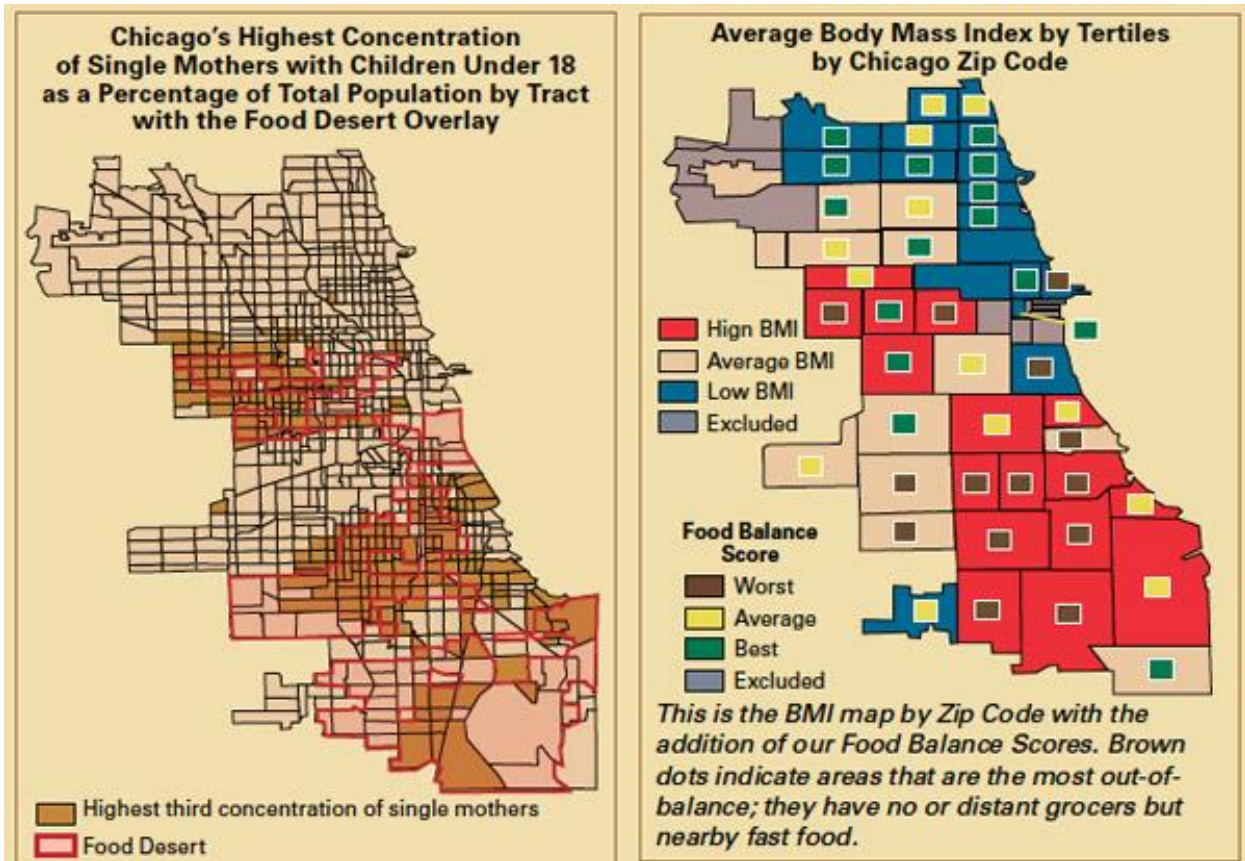 Chicago's Highest Concentration
of Single Mothers with Children Under 18
as a Percentage of Total Population by Tract
with the Food Desert Overlay
Highest third concentration of single mothers
Food Desert
Average Body Mass Index by Tertiles
by Chicago Zip Code
Hign BMI
Average BMI
Low BMI
Excluded
Food Balance
Score
Worst
Average
Best
Excluded
This is the BMI map by Zip Code with the
addition of our Food Balance Scores. Brown
dots indicate areas that are the most out-of-
balance; they have no or distant grocers but
nearby fast food.